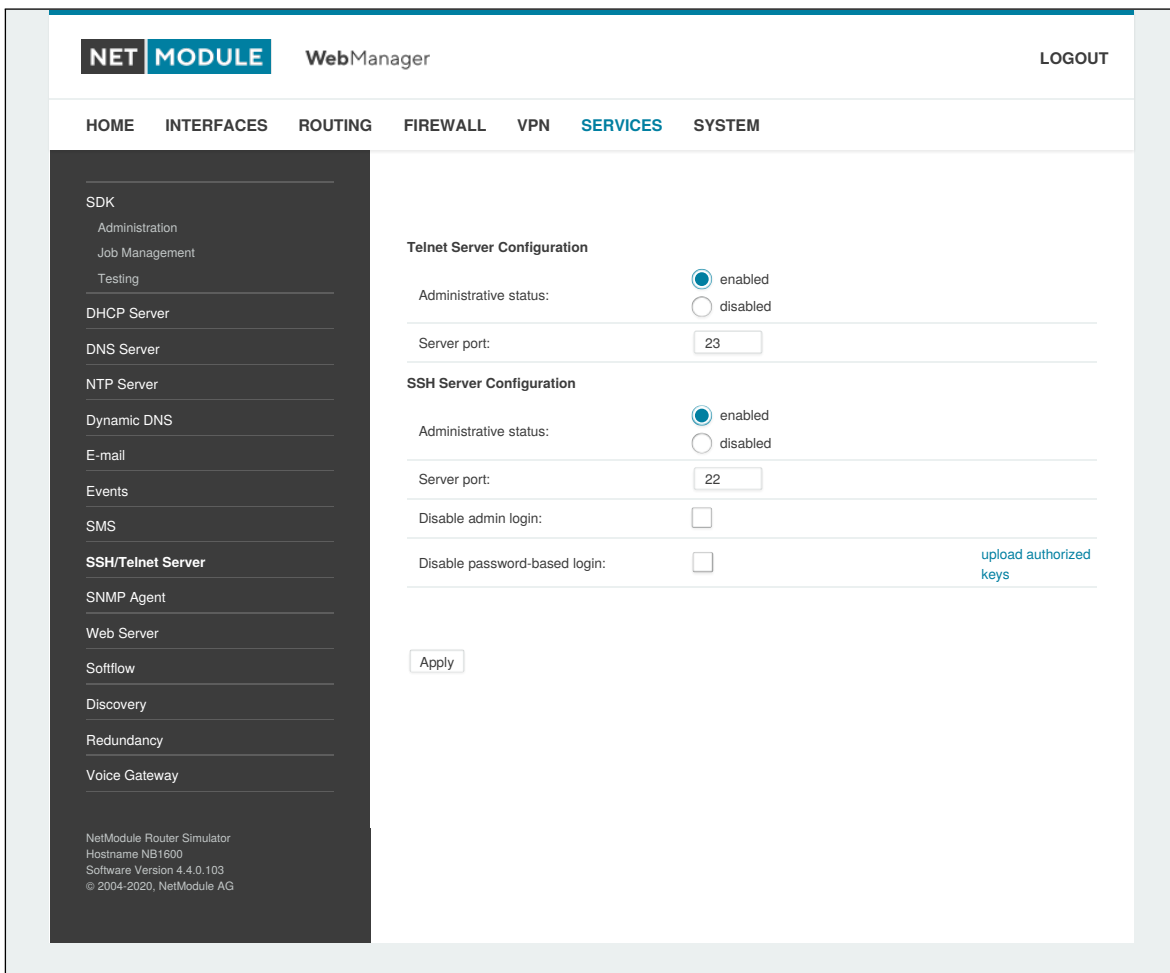 NET MODULE WebManager LOGOUT
HOME INTERFACES ROUTING FIREWALL VPN SERVICES SYSTEM
SDK
Administration
Job Management
Testing
DHCP Server
DNS Server
NTP Server
Dynamic DNS
E-mail
Events
SMS
SSH/Telnet Server
SNMP Agent
Web Server
Softflow
Discovery
Redundancy
Voice Gateway
NetModule Router Simulator
Hostname NB1600
Software Version 4.4.0.103
© 2004-2020, NetModule AG
Telnet Server Configuration
Administrative status:
enabled
disabled
Server port: 23
SSH Server Configuration
Administrative status:
enabled
disabled
Server port: 22
Disable admin login:
Disable password-based login:
upload authorized
keys
Apply